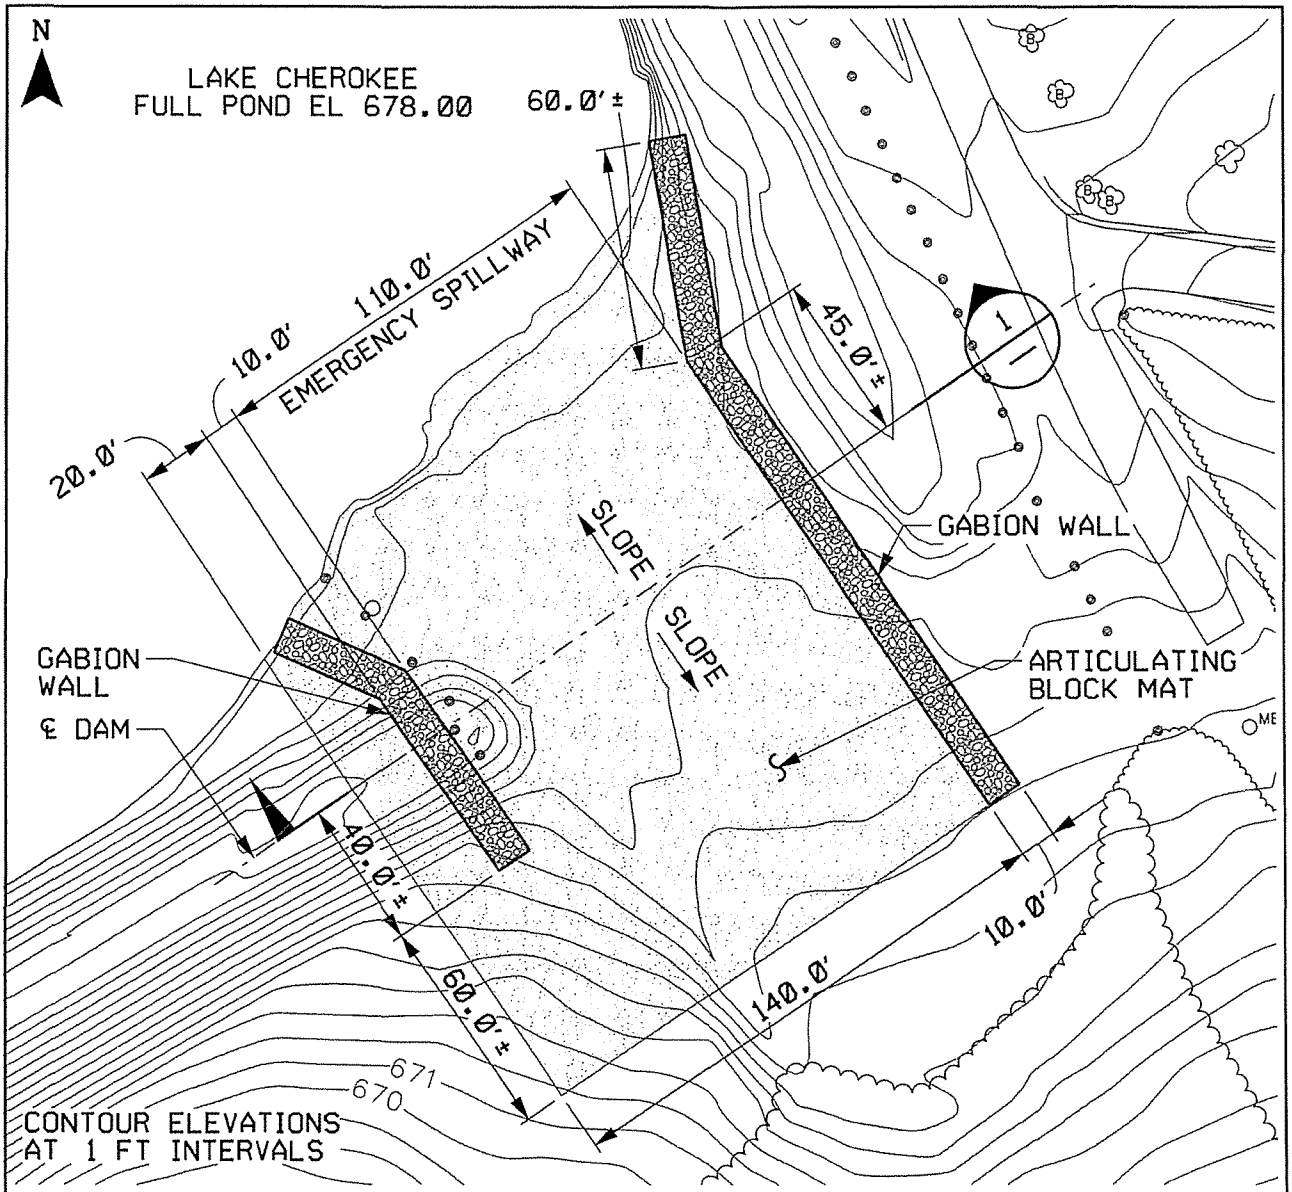 N
LAKE CHEROKEE
FULL POND EL 678.00
60.0'±
110.0'
EMERGENCY SPILLWAY
10.0'
20.0'
45.0'±
1
B
B
B
B
SLOPE
SLOPE
GABION WALL
ARTICULATING
BLOCK MAT
GABION
WALL
℄ DAM
ME
40.0'±
60.0'±
140.0'
10.0'
671
670
CONTOUR ELEVATIONS
AT 1 FT INTERVALS